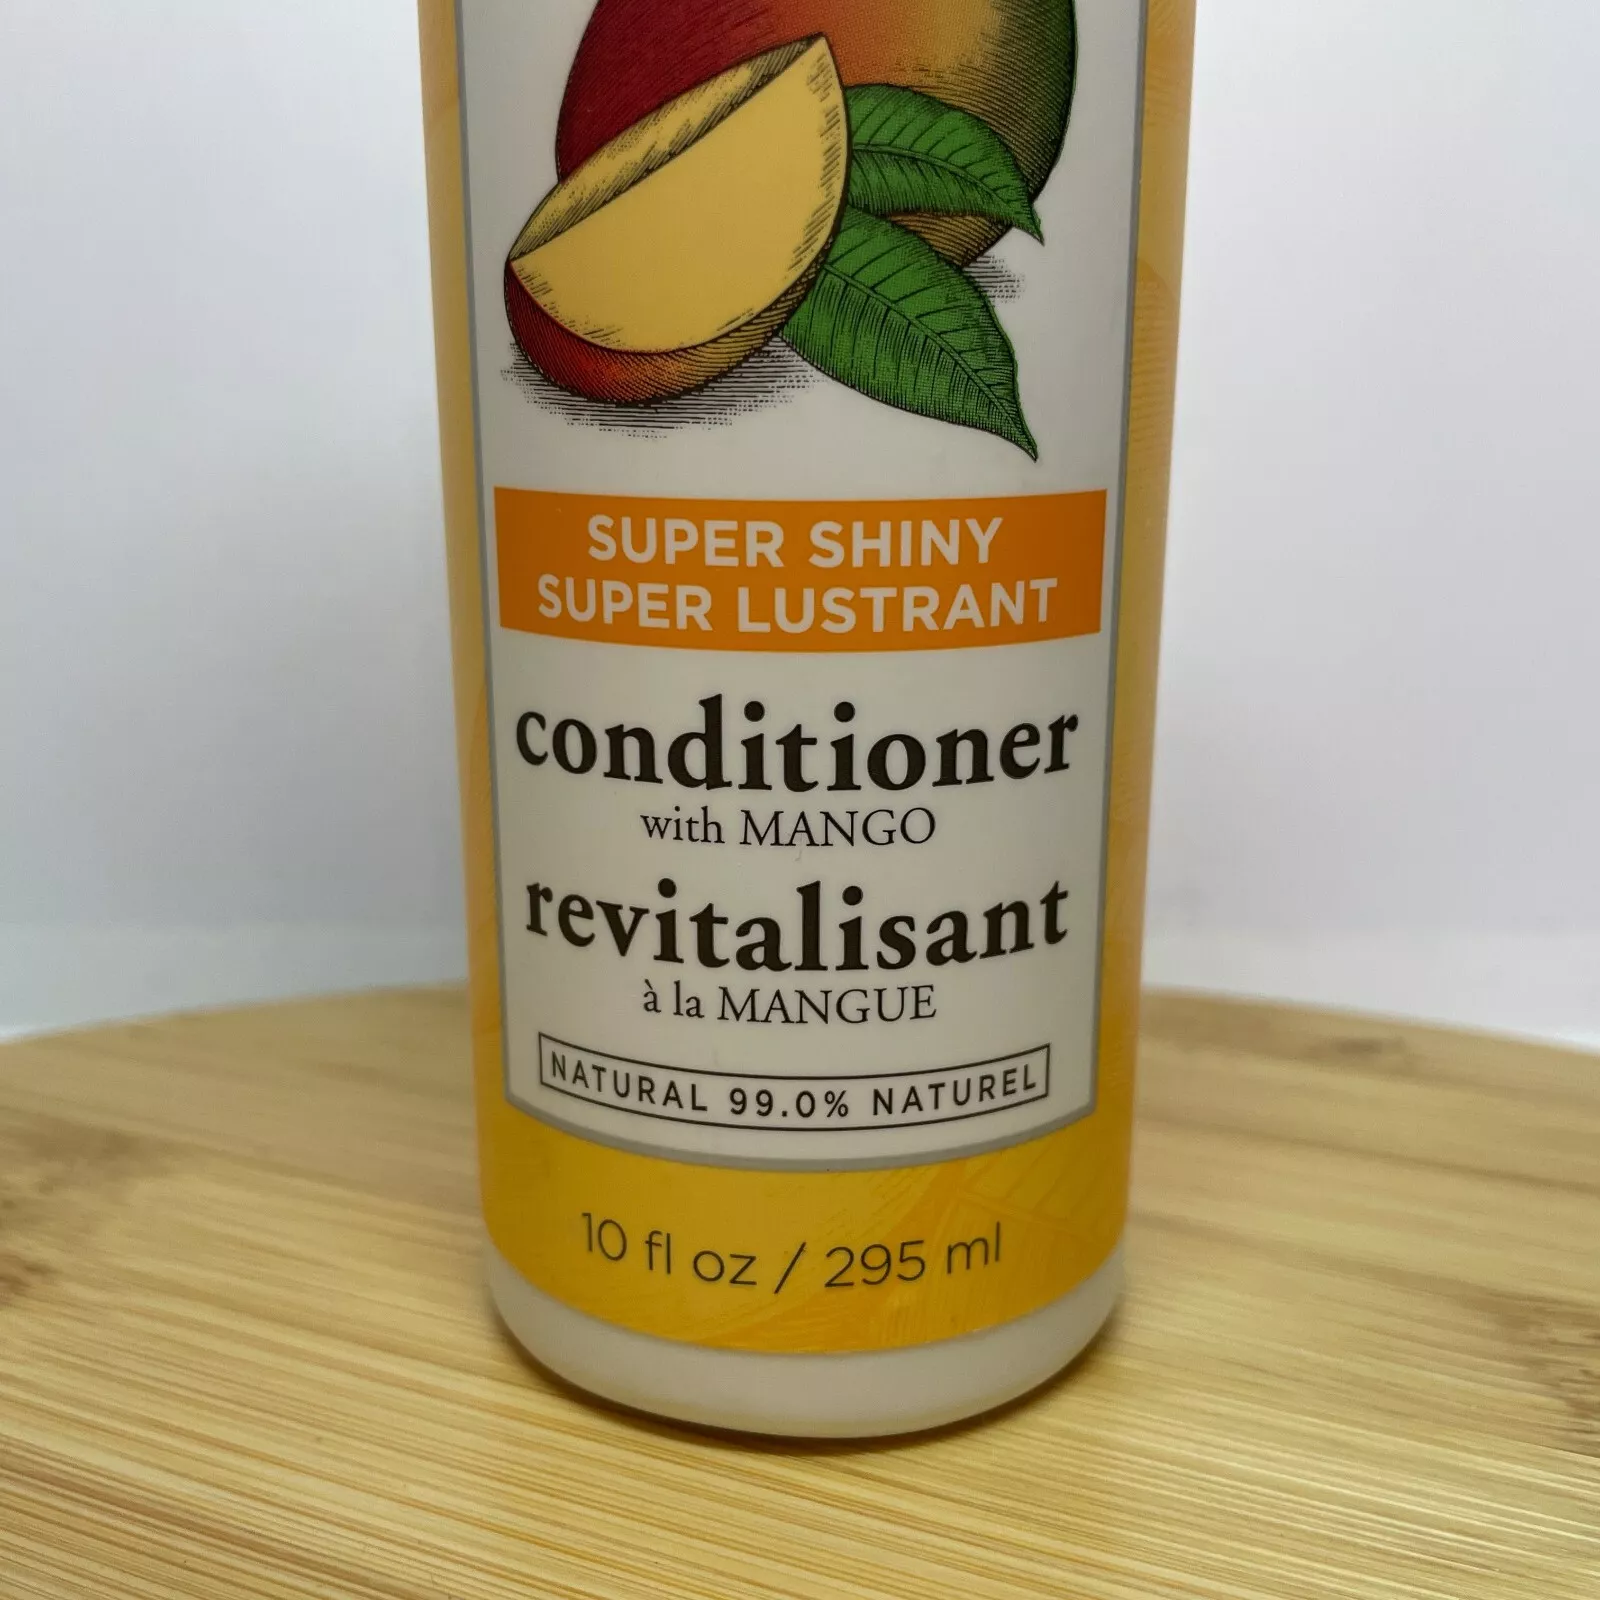 SUPER SHINY
SUPER LUSTRANT
conditioner
with MANGO
revitalisant
à la MANGUE
NATURAL 99.0% NATUREL
10 fl oz / 295 ml